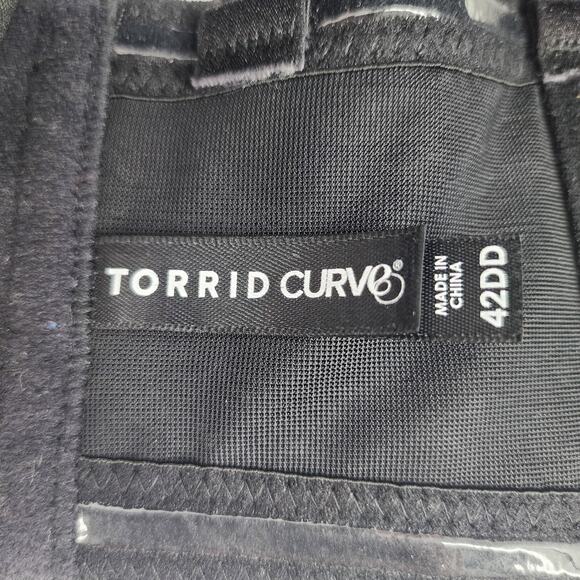 TORRID CURVE®
MADE IN
CHINA
42DD